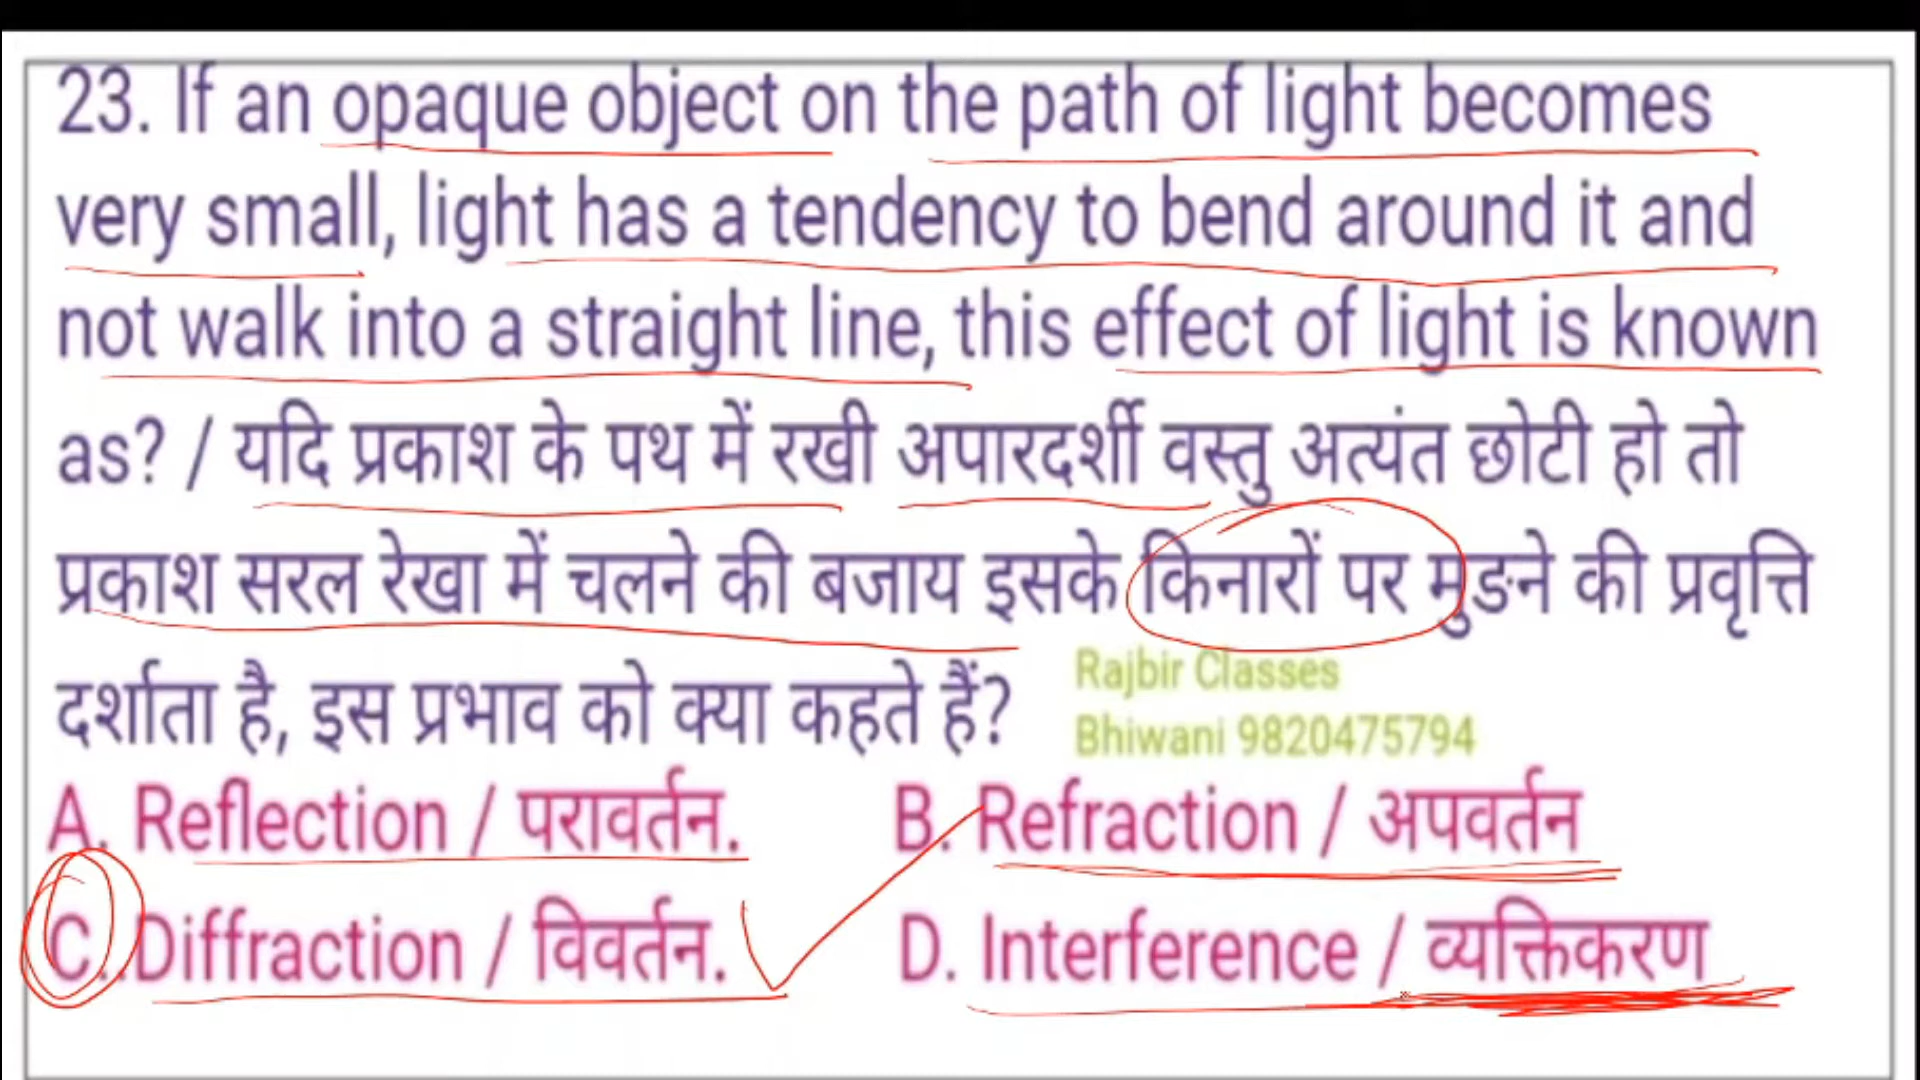 23. If an opaque object on the path of light becomes
very small, light has a tendency to bend around it and
not walk into a straight line, this effect of light is known
as? / यदि प्रकाश के पथ में रखी अपारदर्शी वस्तु अत्यंत छोटी हो तो
प्रकाश सरल रेखा में चलने की बजाय इसके किनारों पर मुङने की प्रवृत्ति
दर्शाता है, इस प्रभाव को क्या कहते हैं?
Rajbir Classes
Bhiwani 9820475794
A. Reflection / परावर्तन.
B. Refraction / अपवर्तन
C. .Diffraction / विवर्तन.
D. Interference / व्यक्तिकरण